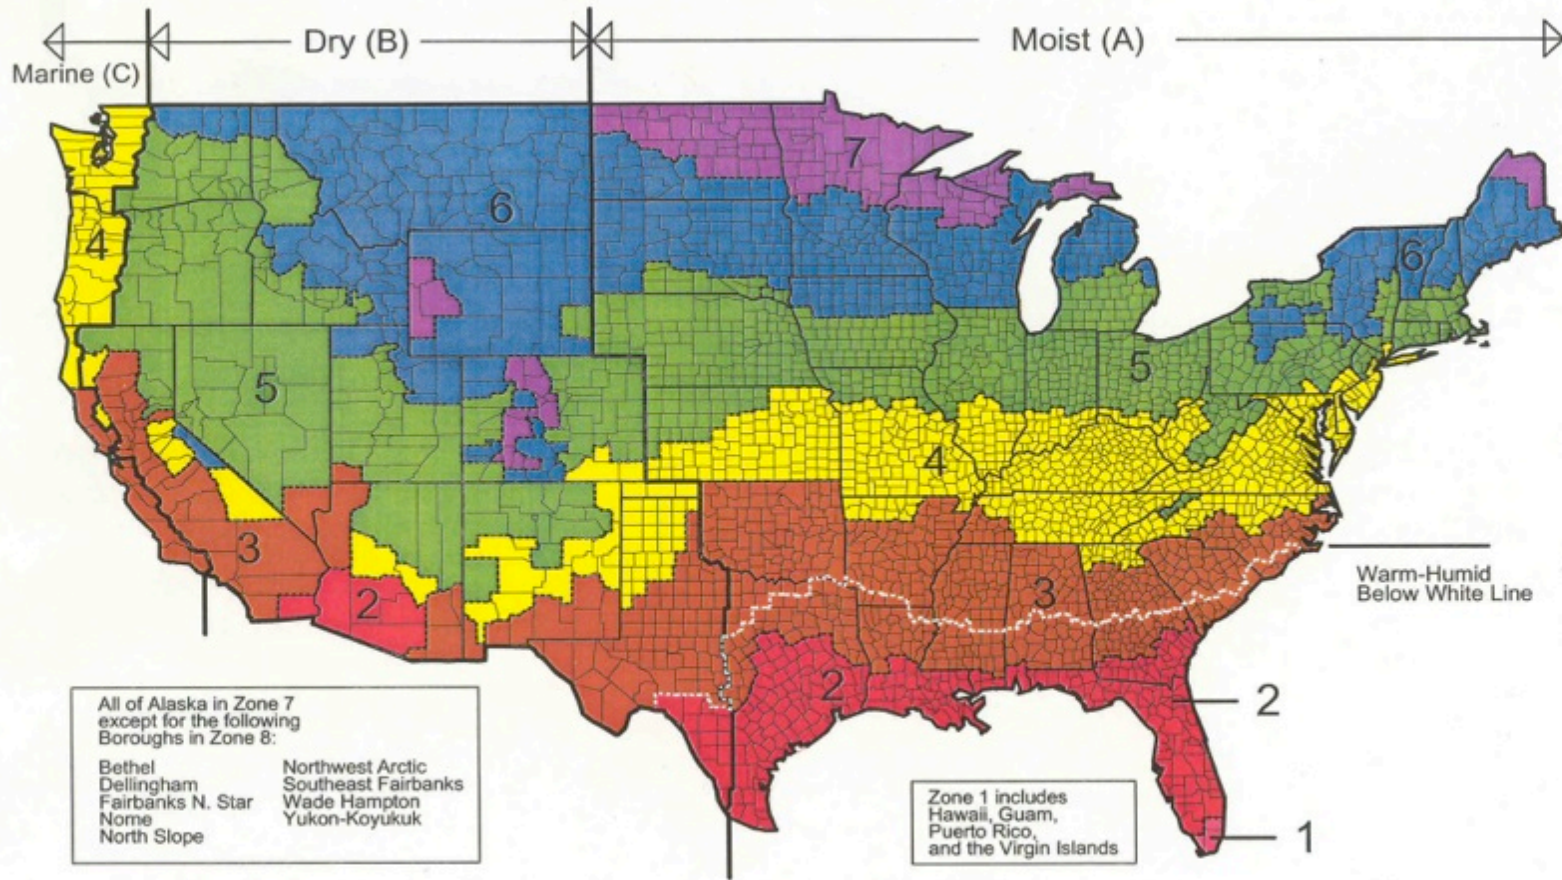 Marine (C)
Dry (B)
Moist (A)
7
6
4
6
5
5
4
3
Warm-Humid
Below White Line
2
3
2
2
All of Alaska in Zone 7
except for the following
Boroughs in Zone 8:
Bethel
Dellingham
Fairbanks N. Star
Nome
North Slope
Northwest Arctic
Southeast Fairbanks
Wade Hampton
Yukon-Koyukuk
Zone 1 includes
Hawaii, Guam,
Puerto Rico,
and the Virgin Islands
1